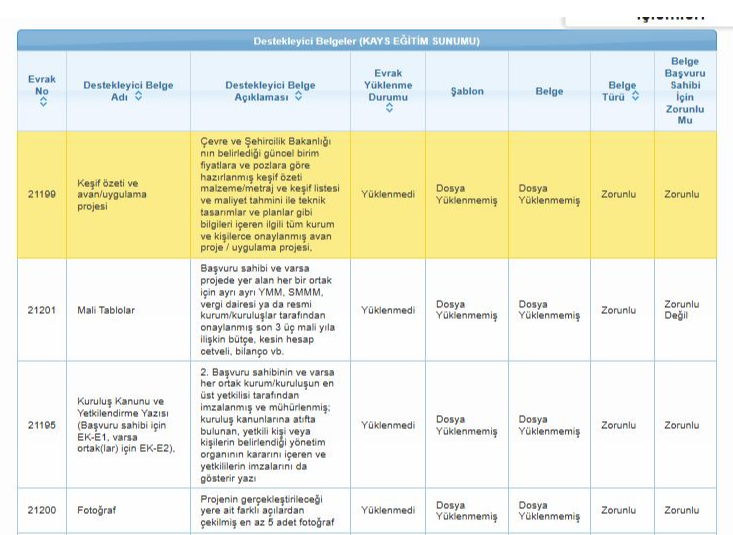 Destekleyici Belgeler (KAYS EĞİTİM SUNUMU)
Evrak
No
Destekleyici Belge
Adı
Destekleyici Belge
Açıklaması
Evrak
Yüklenme
Durumu
Şablon
Belge
Belge
Türü
Belge
Başvuru
Sahibi
İçin
Zorunlu
Mu
21199
Keşif özeti ve
avan/uygulama
projesi
Çevre ve Şehircilik Bakanlığı
nın belirlediği güncel birim
fiyatlara ve pozlara göre
hazırlanmış keşif özeti
malzeme/metraj ve keşif listesi
ve maliyet tahmini ile teknik
tasarımlar ve planlar gibi
bilgileri içeren ilgili tüm kurum
ve kişilerce onaylanmış avan
proje / uygulama projesi,
Yüklenmedi
Dosya
Yüklenmemiş
Dosya
Yüklenmemiş
Zorunlu
Zorunlu
21201
Mali Tablolar
Başvuru sahibi ve varsa
projede yer alan her bir ortak
için ayrı ayrı YMM, SMMM,
vergi dairesi ya da resmi
kurum/kuruluşlar tarafından
onaylanmış son 3 üç mali yıla
ilişkin bütçe, kesin hesap
cetveli, bilanço vb.
Yüklenmedi
Dosya
Yüklenmemiş
Dosya
Yüklenmemiş
Zorunlu
Zorunlu
Değil
21195
Kuruluş Kanunu ve
Yetkilendirme Yazısı
(Başvuru sahibi için
EK-E1, varsa
ortak(lar) için EK-E2),
2. Başvuru sahibinin ve varsa
her ortak kurum/kuruluşun en
üst yetkilisi tarafından
imzalanmış ve mühürlenmiş;
kuruluş kanunlarına atıfta
bulunan, yetkili kişi veya
kişilerin belirlendiği yönetim
organının kararını içeren ve
yetkililerin imzalarını da
gösterir yazı
Yüklenmedi
Dosya
Yüklenmemiş
Dosya
Yüklenmemiş
Zorunlu
Zorunlu
21200
Fotoğraf
Projenin gerçekleştirileceği
yere ait farklı açılardan
çekilmiş en az 5 adet fotoğraf
Yüklenmedi
Dosya
Yüklenmemiş
Dosya
Yüklenmemiş
Zorunlu
Zorunlu